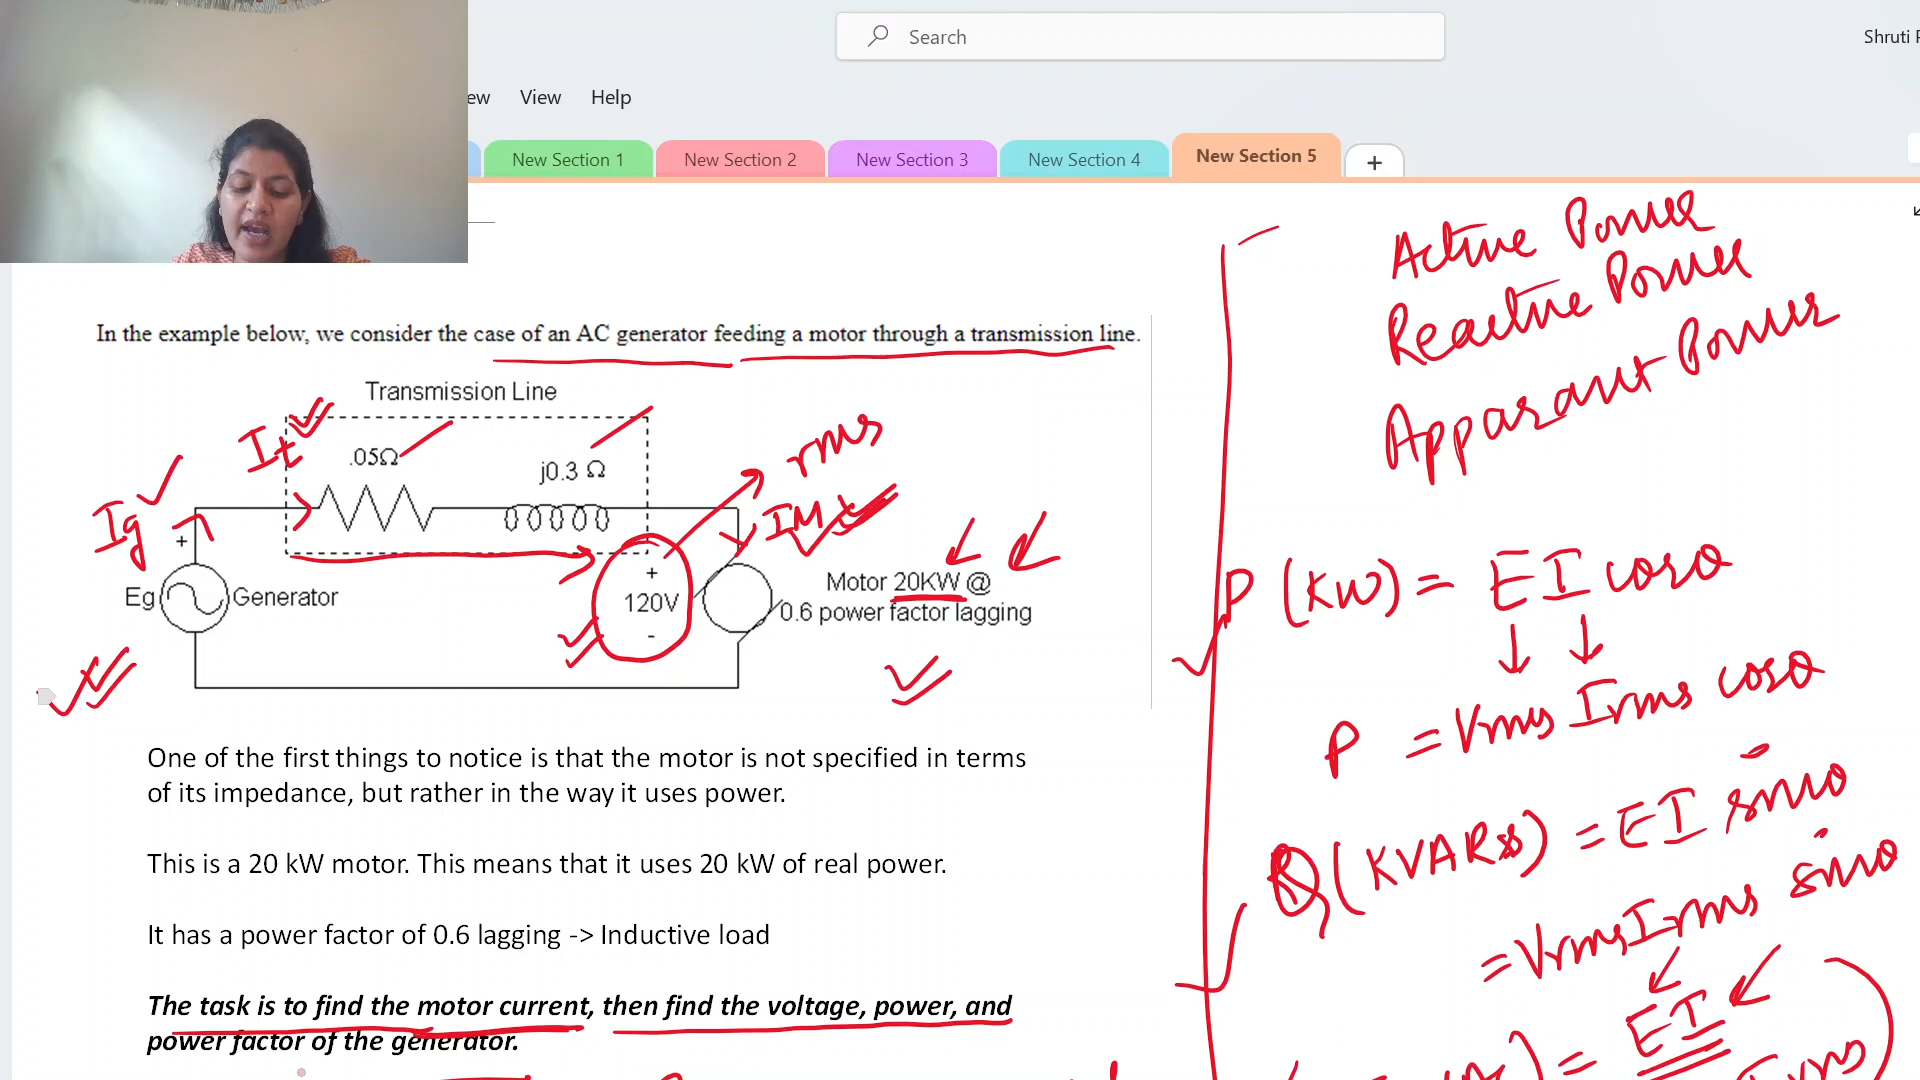 Search
Shruti
ew View Help
New Section 1 New Section 2 New Section 3 New Section 4 New Section 5 +
In the example below, we consider the case of an AC generator feeding a motor through a transmission line.
Transmission Line
It
.05Ω
j0.3 Ω
rms
Ig
IM
+
+
Eg Generator
120V
-
Motor 20KW @
0.6 power factor lagging
One of the first things to notice is that the motor is not specified in terms
of its impedance, but rather in the way it uses power.
This is a 20 kW motor. This means that it uses 20 kW of real power.
It has a power factor of 0.6 lagging -> Inductive load
The task is to find the motor current, then find the voltage, power, and
power factor of the generator.
Active Power
Reactive Power
Apparant Power
P (KW) = EI cosθ
P = Vrms Irms cosθ
Q (KVARs) = EI sinθ
= Vrms Irms sinθ
) = EI